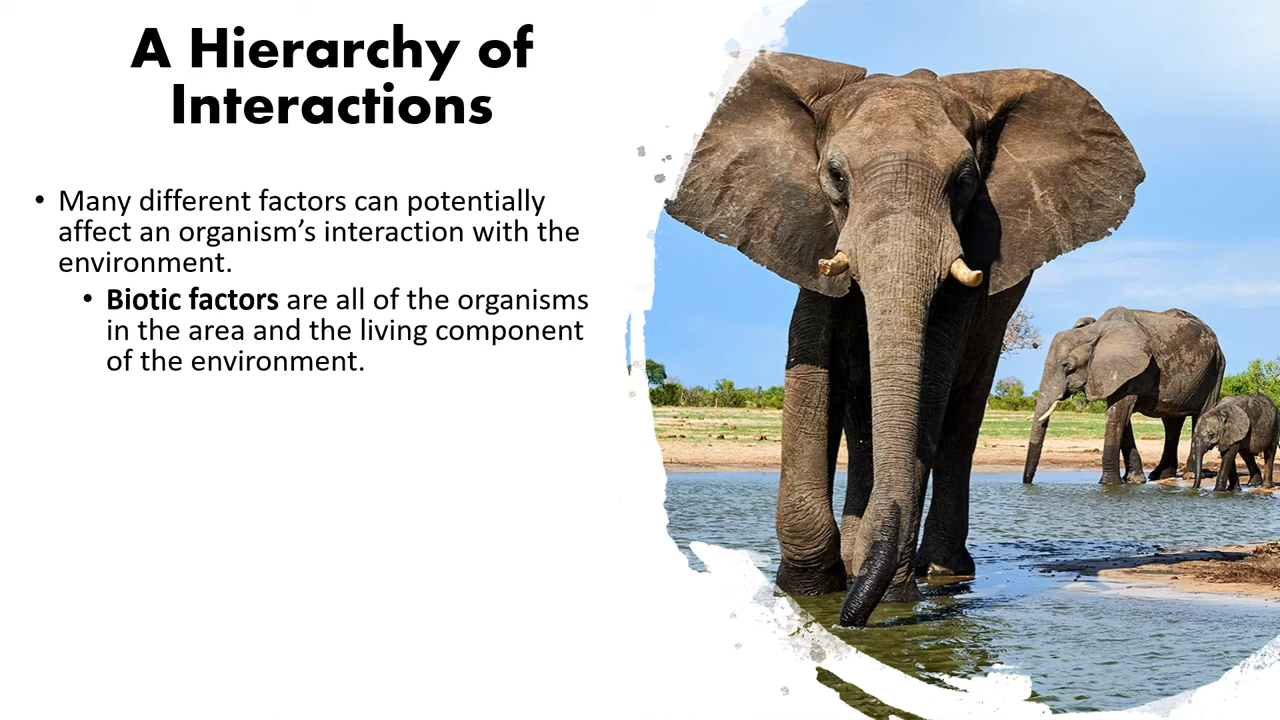 A Hierarchy of
Interactions
• Many different factors can potentially
affect an organism’s interaction with the
environment.
• Biotic factors are all of the organisms
in the area and the living component
of the environment.